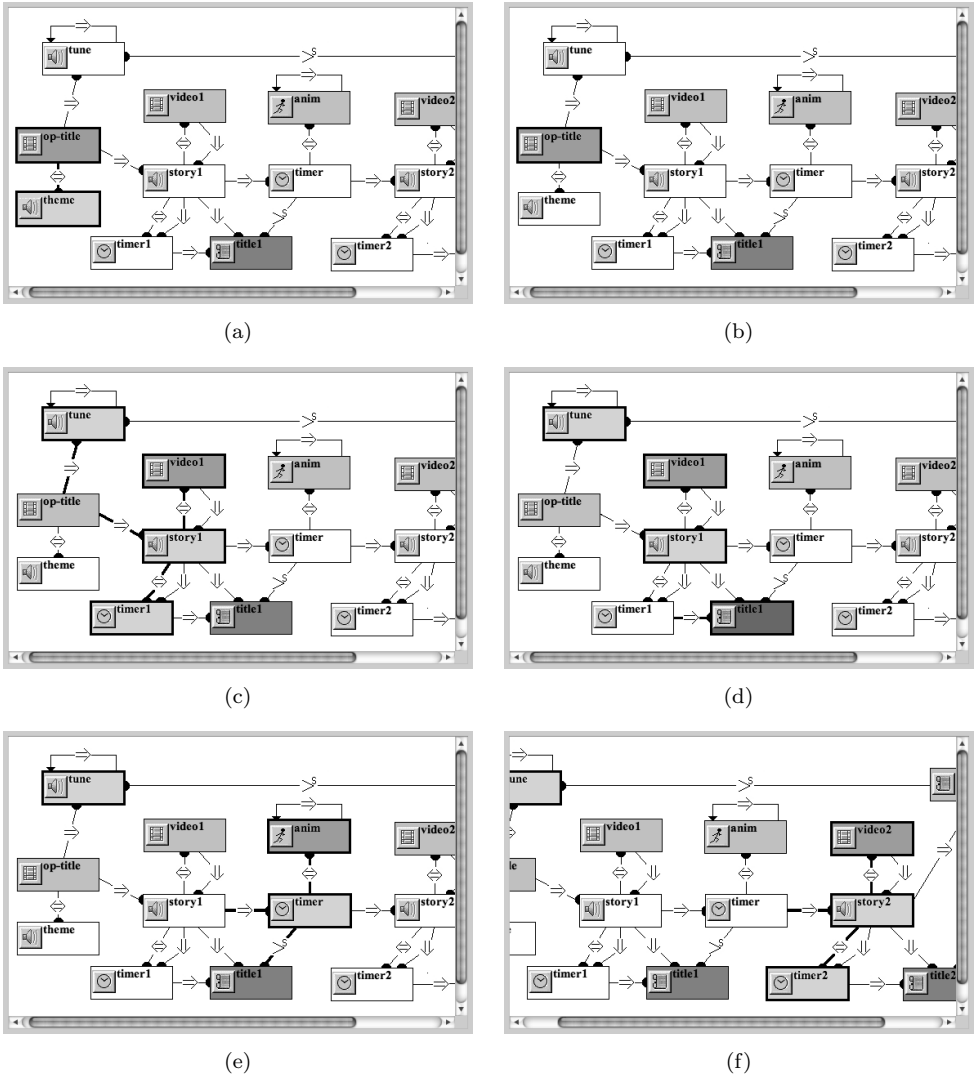 tune
S
video1
anim
video2
op-title
story1
timer
story2
theme
timer1
title1
timer2
(a)
tune
S
video1
anim
video2
op-title
story1
timer
story2
theme
timer1
title1
timer2
(b)
tune
S
video1
anim
video2
op-title
story1
timer
story2
theme
timer1
title1
timer2
(c)
tune
S
video1
anim
video2
op-title
story1
timer
story2
theme
timer1
title1
timer2
(d)
tune
S
video1
anim
video2
op-title
story1
timer
story2
theme
timer1
title1
timer2
(e)
tune
S
video1
anim
video2
tle
story1
timer
story2
e
timer1
title1
timer2
title2
(f)